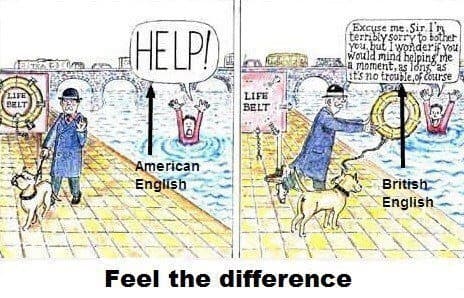 HELP!
LIFE
BELT
American
English
Excuse me, Sir. I'm
terribly sorry to bother
you, but I wonder if you
would mind helping me
a moment, as long as
it's no trouble, of course
LIFE
BELT
British
English
Feel the difference